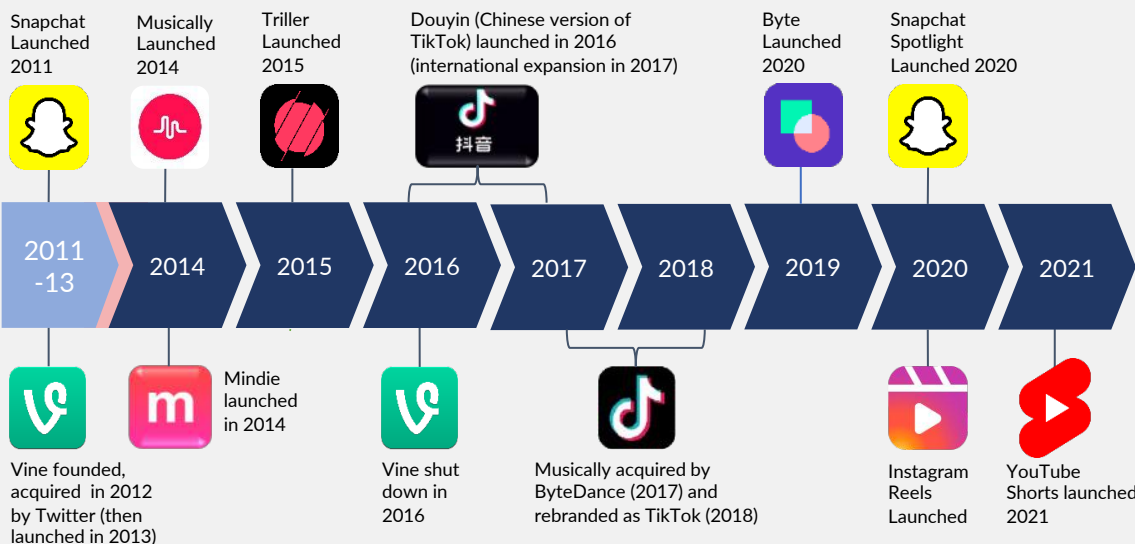 Snapchat
Launched
2011
Musically
Launched
2014
Triller
Launched
2015
Douyin (Chinese version of
TikTok) launched in 2016
(international expansion in 2017)
Byte
Launched
2020
Snapchat
Spotlight
Launched 2020
抖音
2011
-13
2014
2015
2016
2017
2018
2019
2020
2021
m
Mindie
launched
in 2014
Vine founded,
acquired in 2012
by Twitter (then
launched in 2013)
Vine shut
down in
2016
Musically acquired by
ByteDance (2017) and
rebranded as TikTok (2018)
Instagram
Reels
Launched
YouTube
Shorts launched
2021